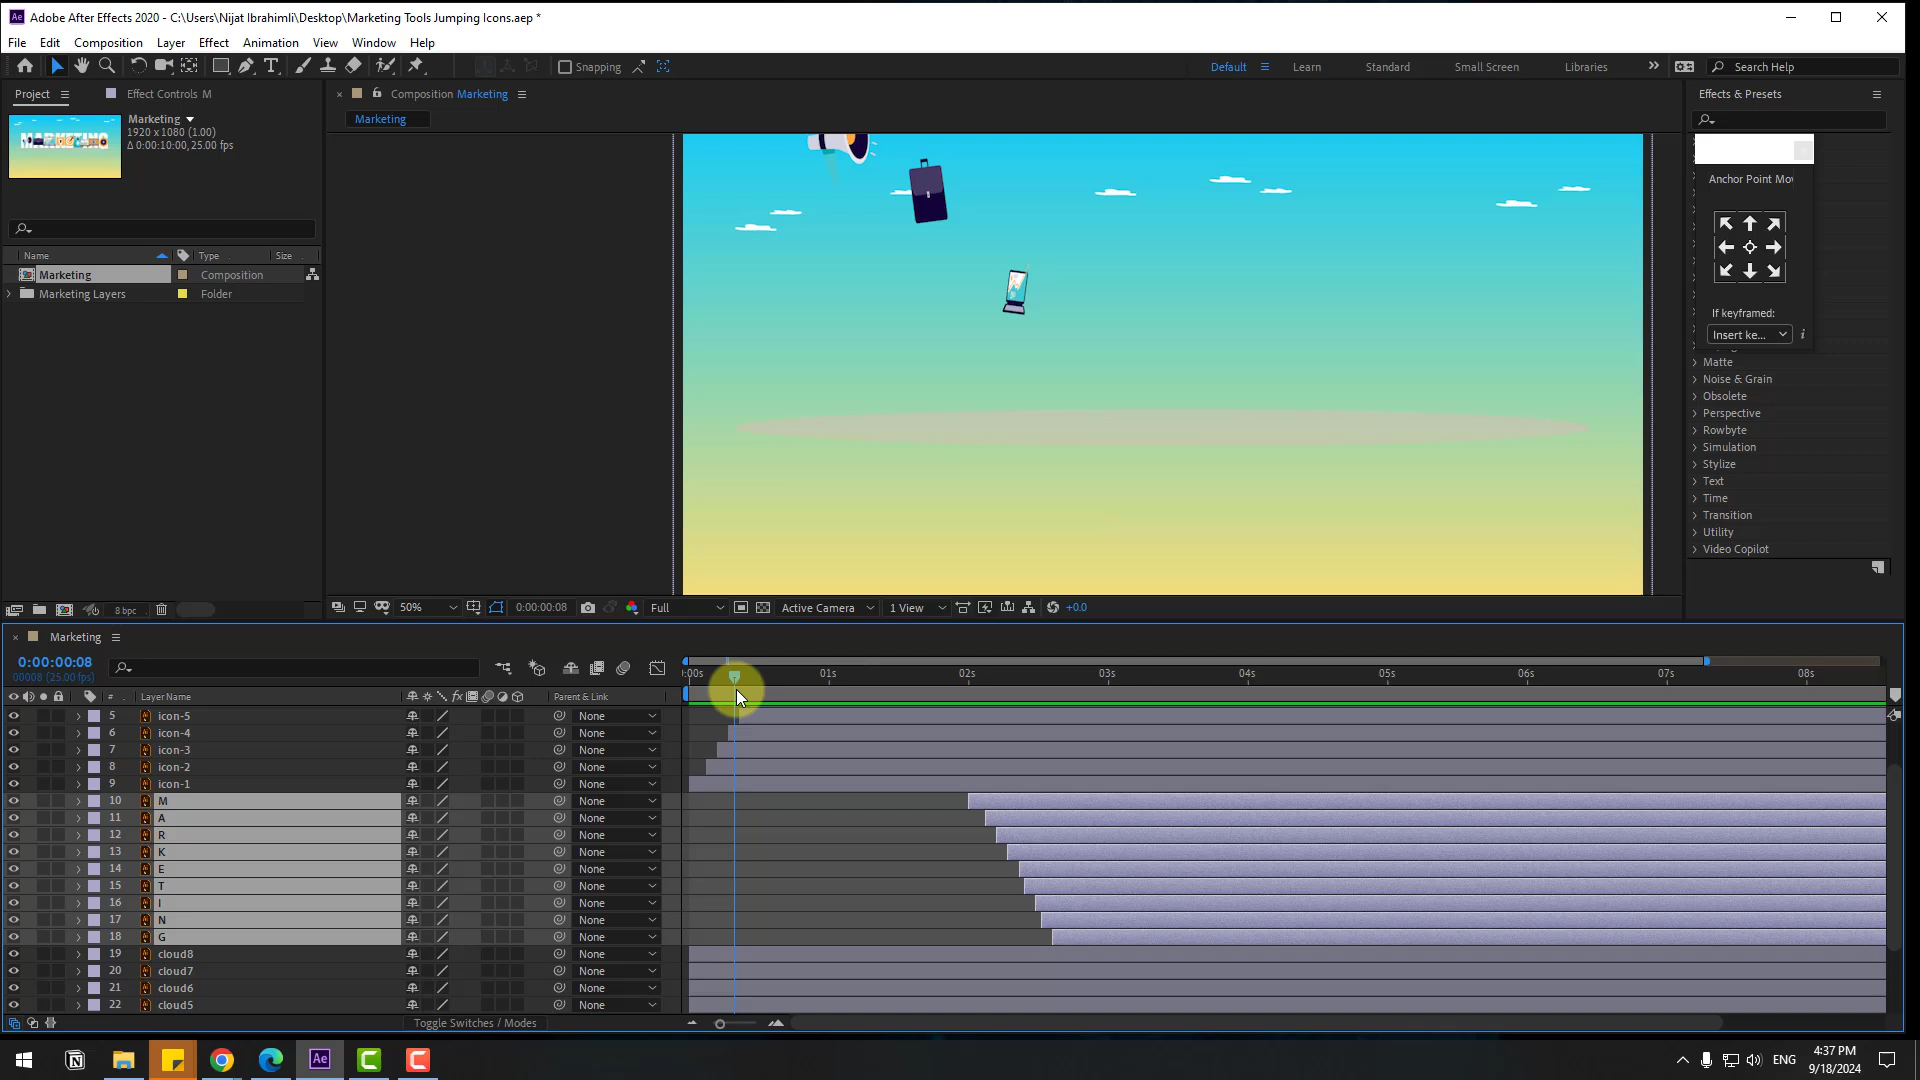 Adobe After Effects 2020 - C:\Users\Nijat Ibrahimli\Desktop\Marketing Tools Jumping Icons.aep *
File Edit Composition Layer Effect Animation View Window Help
Snapping Default Learn Standard Small Screen Libraries Search Help
Project Effect Controls M
Composition Marketing
Effects & Presets
Marketing
Marketing
1920 x 1080 (1.00)
Δ 0:00:10:00, 25.00 fps
MARKETING
Anchor Point Mo
If keyframed:
Insert ke...
Name Type Size
Marketing Composition
Marketing Layers Folder
Matte
Noise & Grain
Obsolete
Perspective
Rowbyte
Simulation
Stylize
Text
Time
Transition
Utility
Video Copilot
8 bpc
50% 0:00:00:08 Full Active Camera 1 View +0.0
Marketing
0:00:00:08
00008 (25.00 fps)
:00s 01s 02s 03s 04s 05s 06s 07s 08s
# Layer Name fx Parent & Link
5 icon-5 None
6 icon-4 None
7 icon-3 None
8 icon-2 None
9 icon-1 None
10 M None
11 A None
12 R None
13 K None
14 E None
15 T None
16 I None
17 N None
18 G None
19 cloud8 None
20 cloud7 None
21 cloud6 None
22 cloud5 None
Toggle Switches / Modes
Ae
ENG
4:37 PM
9/18/2024